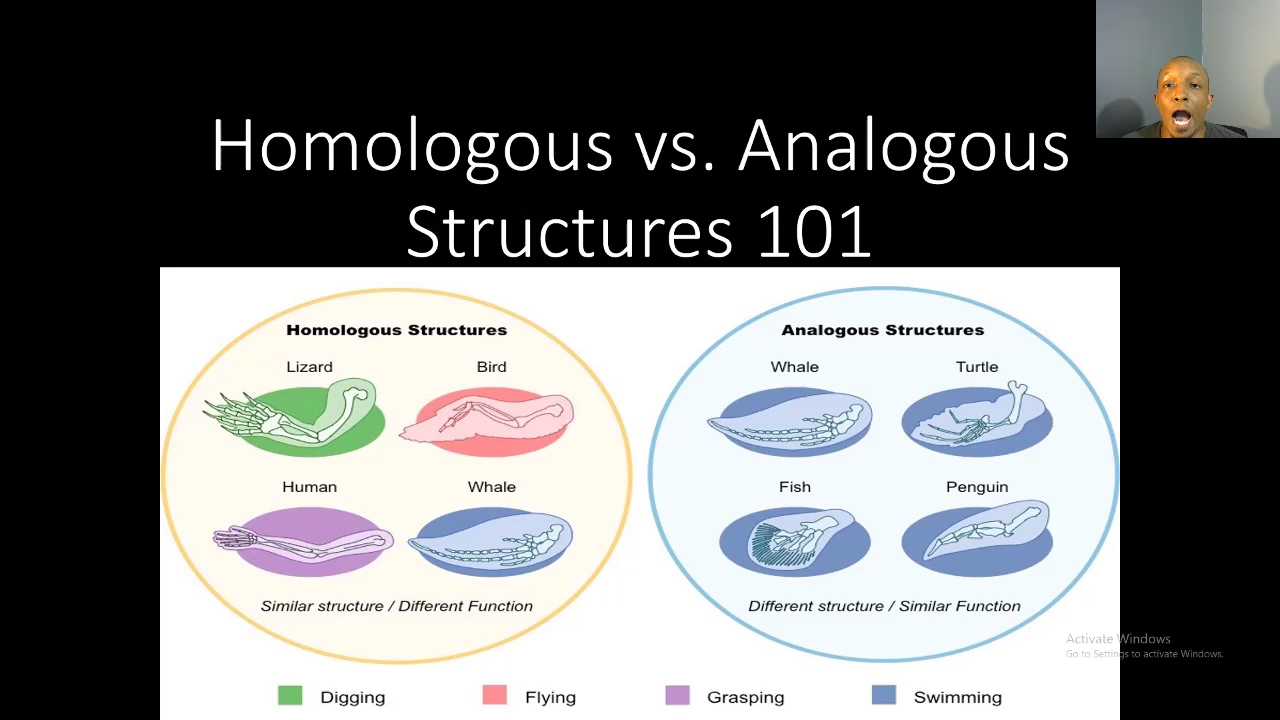 Homologous vs. Analogous
Structures 101
Homologous Structures
Lizard Bird
Human Whale
Similar structure / Different Function
Analogous Structures
Whale Turtle
Fish Penguin
Different structure / Similar Function
Activate Windows
Go to Settings to activate Windows.
Digging Flying Grasping Swimming